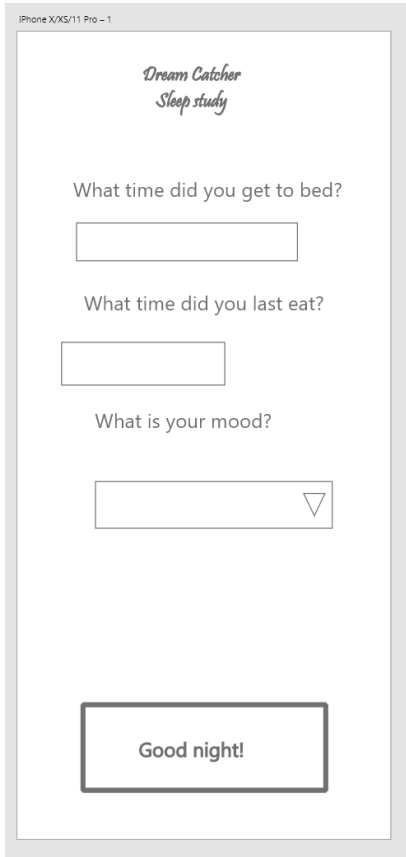 iPhone X/XS/11 Pro – 1
Dream Catcher
Sleep study
What time did you get to bed?
What time did you last eat?
What is your mood?
Good night!